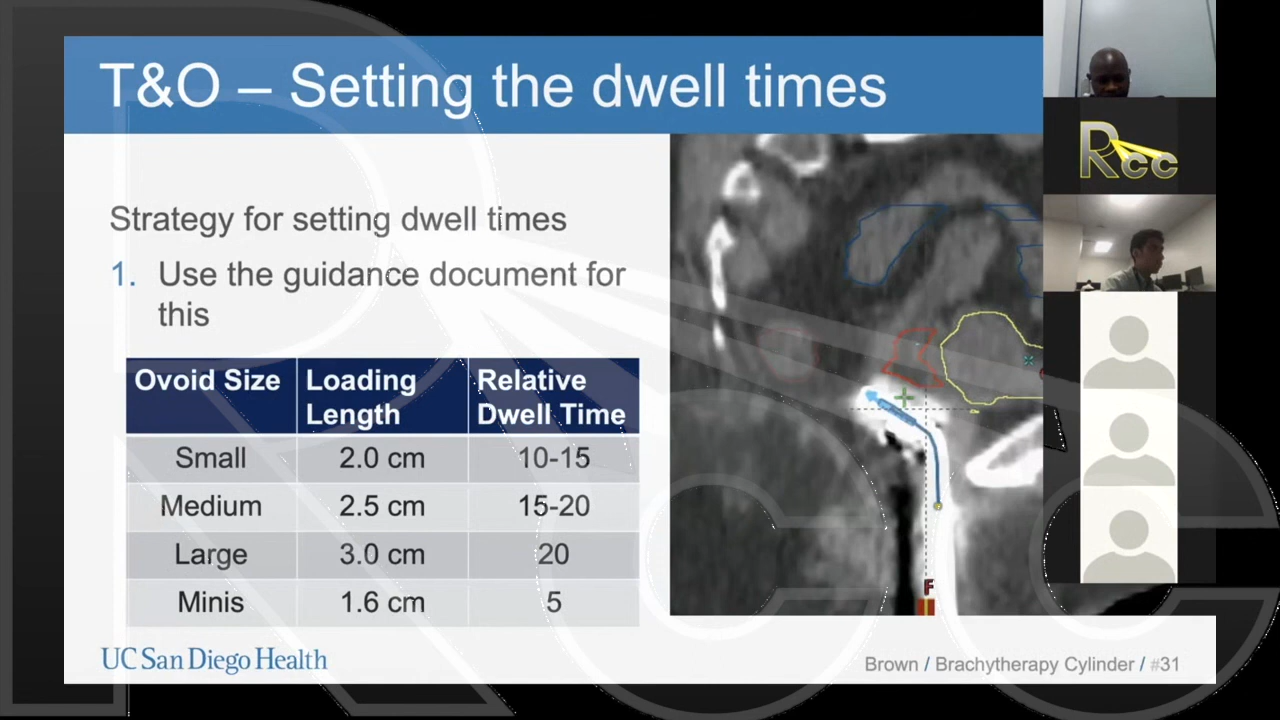 T&O – Setting the dwell times
Rcc
Strategy for setting dwell times
1. Use the guidance document for
this
Ovoid Size Loading Length Relative Dwell Time
Small 2.0 cm 10-15
Medium 2.5 cm 15-20
Large 3.0 cm 20
Minis 1.6 cm 5
F
UC San Diego Health
Brown / Brachytherapy Cylinder / #31